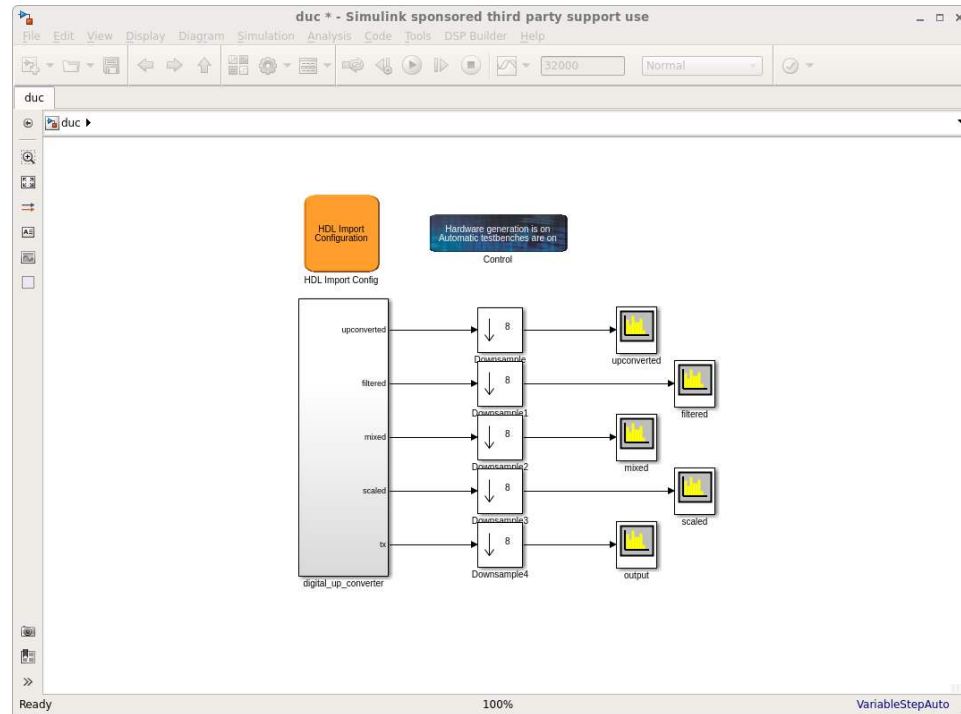 duc * - Simulink sponsored third party support use
File Edit View Display Diagram Simulation Analysis Code Tools DSP Builder Help
32000 Normal
duc
duc
HDL Import
Configuration
HDL Import Config
Hardware generation is on
Automatic testbenches are on
Control
upconverted
8
Downsample
upconverted
filtered
8
Downsample1
filtered
mixed
8
Downsample2
mixed
scaled
8
Downsample3
scaled
tx
8
Downsample4
output
digital_up_converter
Ready 100% VariableStepAuto